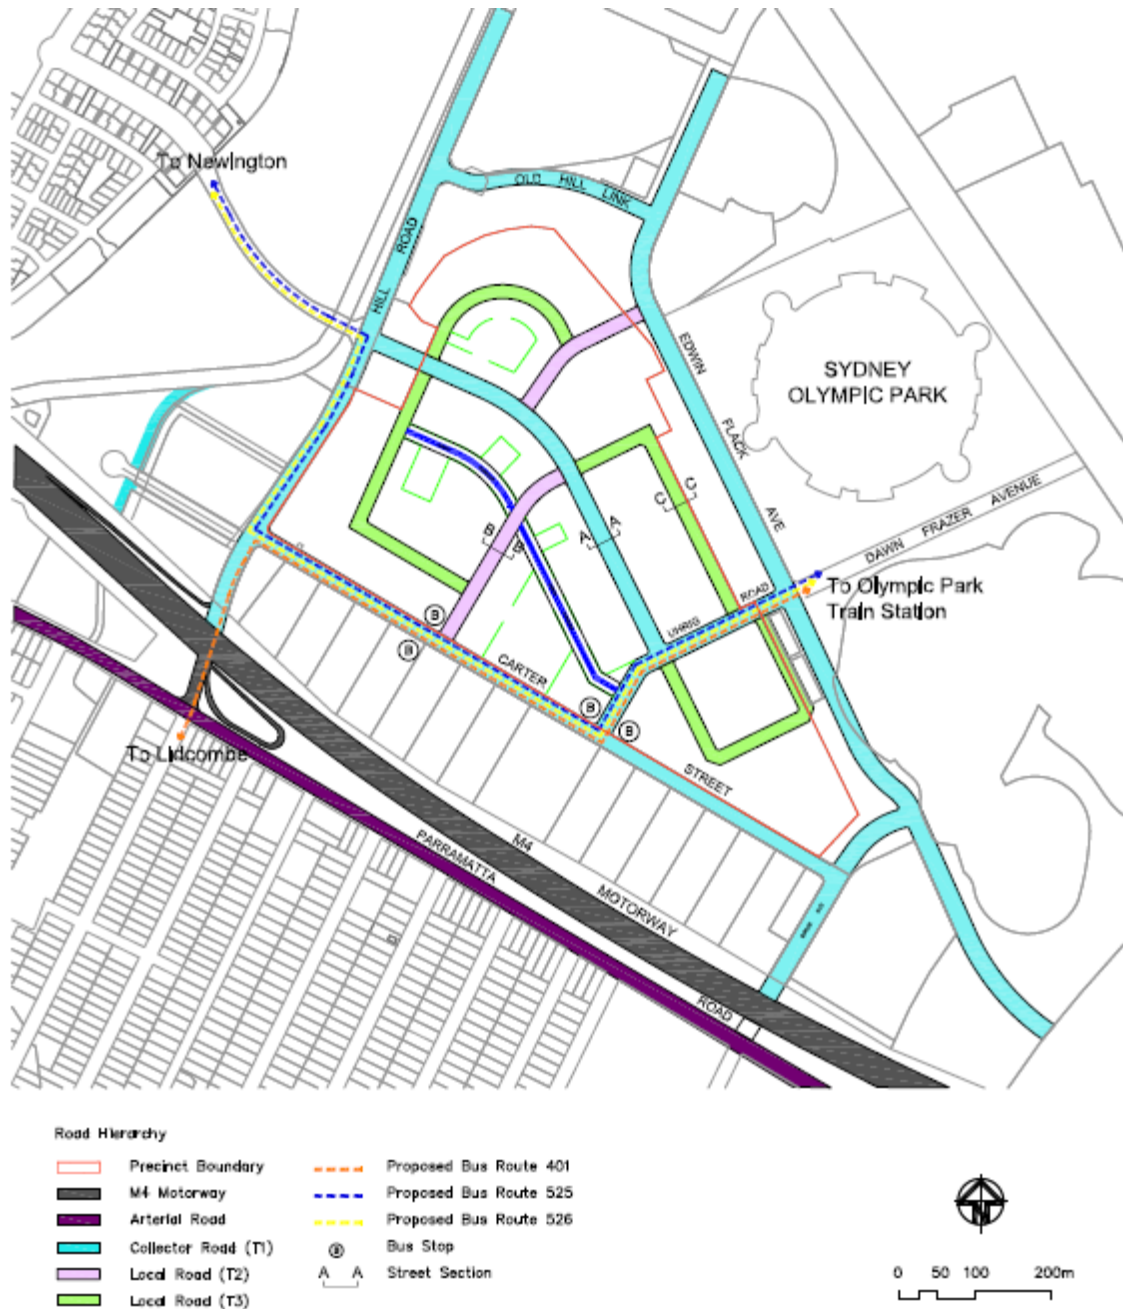 To Newington
OLD HILL LINK
HILL ROAD
EDWIN FLACK AVE
SYDNEY
OLYMPIC PARK
C C
A A
B B
DAWN FRAZER AVENUE
UHRIG ROAD
To Olympic Park
Train Station
B
B
CARTER STREET
B
B
To Lidcombe
M4 MOTORWAY
PARRAMATTA ROAD
Road Hierarchy
Precinct Boundary
M4 Motorway
Arterial Road
Collector Road (T1)
Local Road (T2)
Local Road (T3)
Proposed Bus Route 401
Proposed Bus Route 525
Proposed Bus Route 526
B Bus Stop
A A Street Section
0 50 100 200m